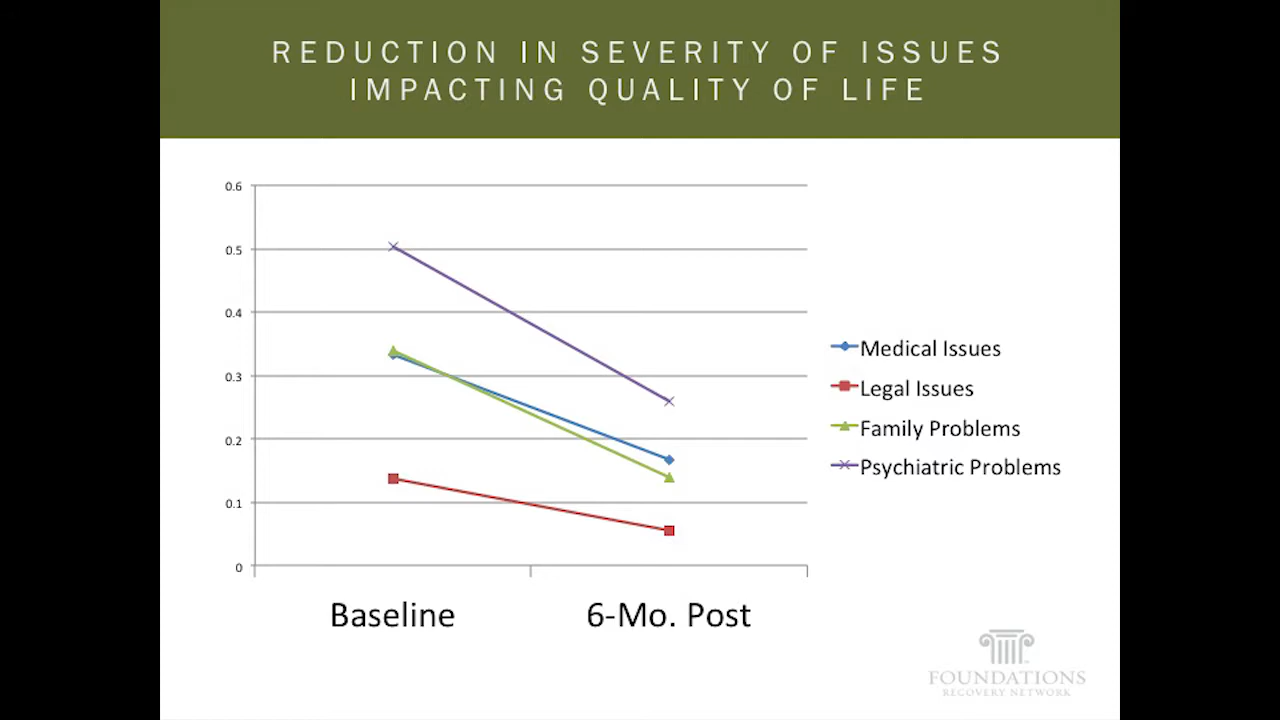 REDUCTION IN SEVERITY OF ISSUES
IMPACTING QUALITY OF LIFE
0.6
0.5
0.4
0.3
0.2
0.1
0
Baseline
6-Mo. Post
Medical Issues
Legal Issues
Family Problems
Psychiatric Problems
FOUNDATIONS
RECOVERY NETWORK